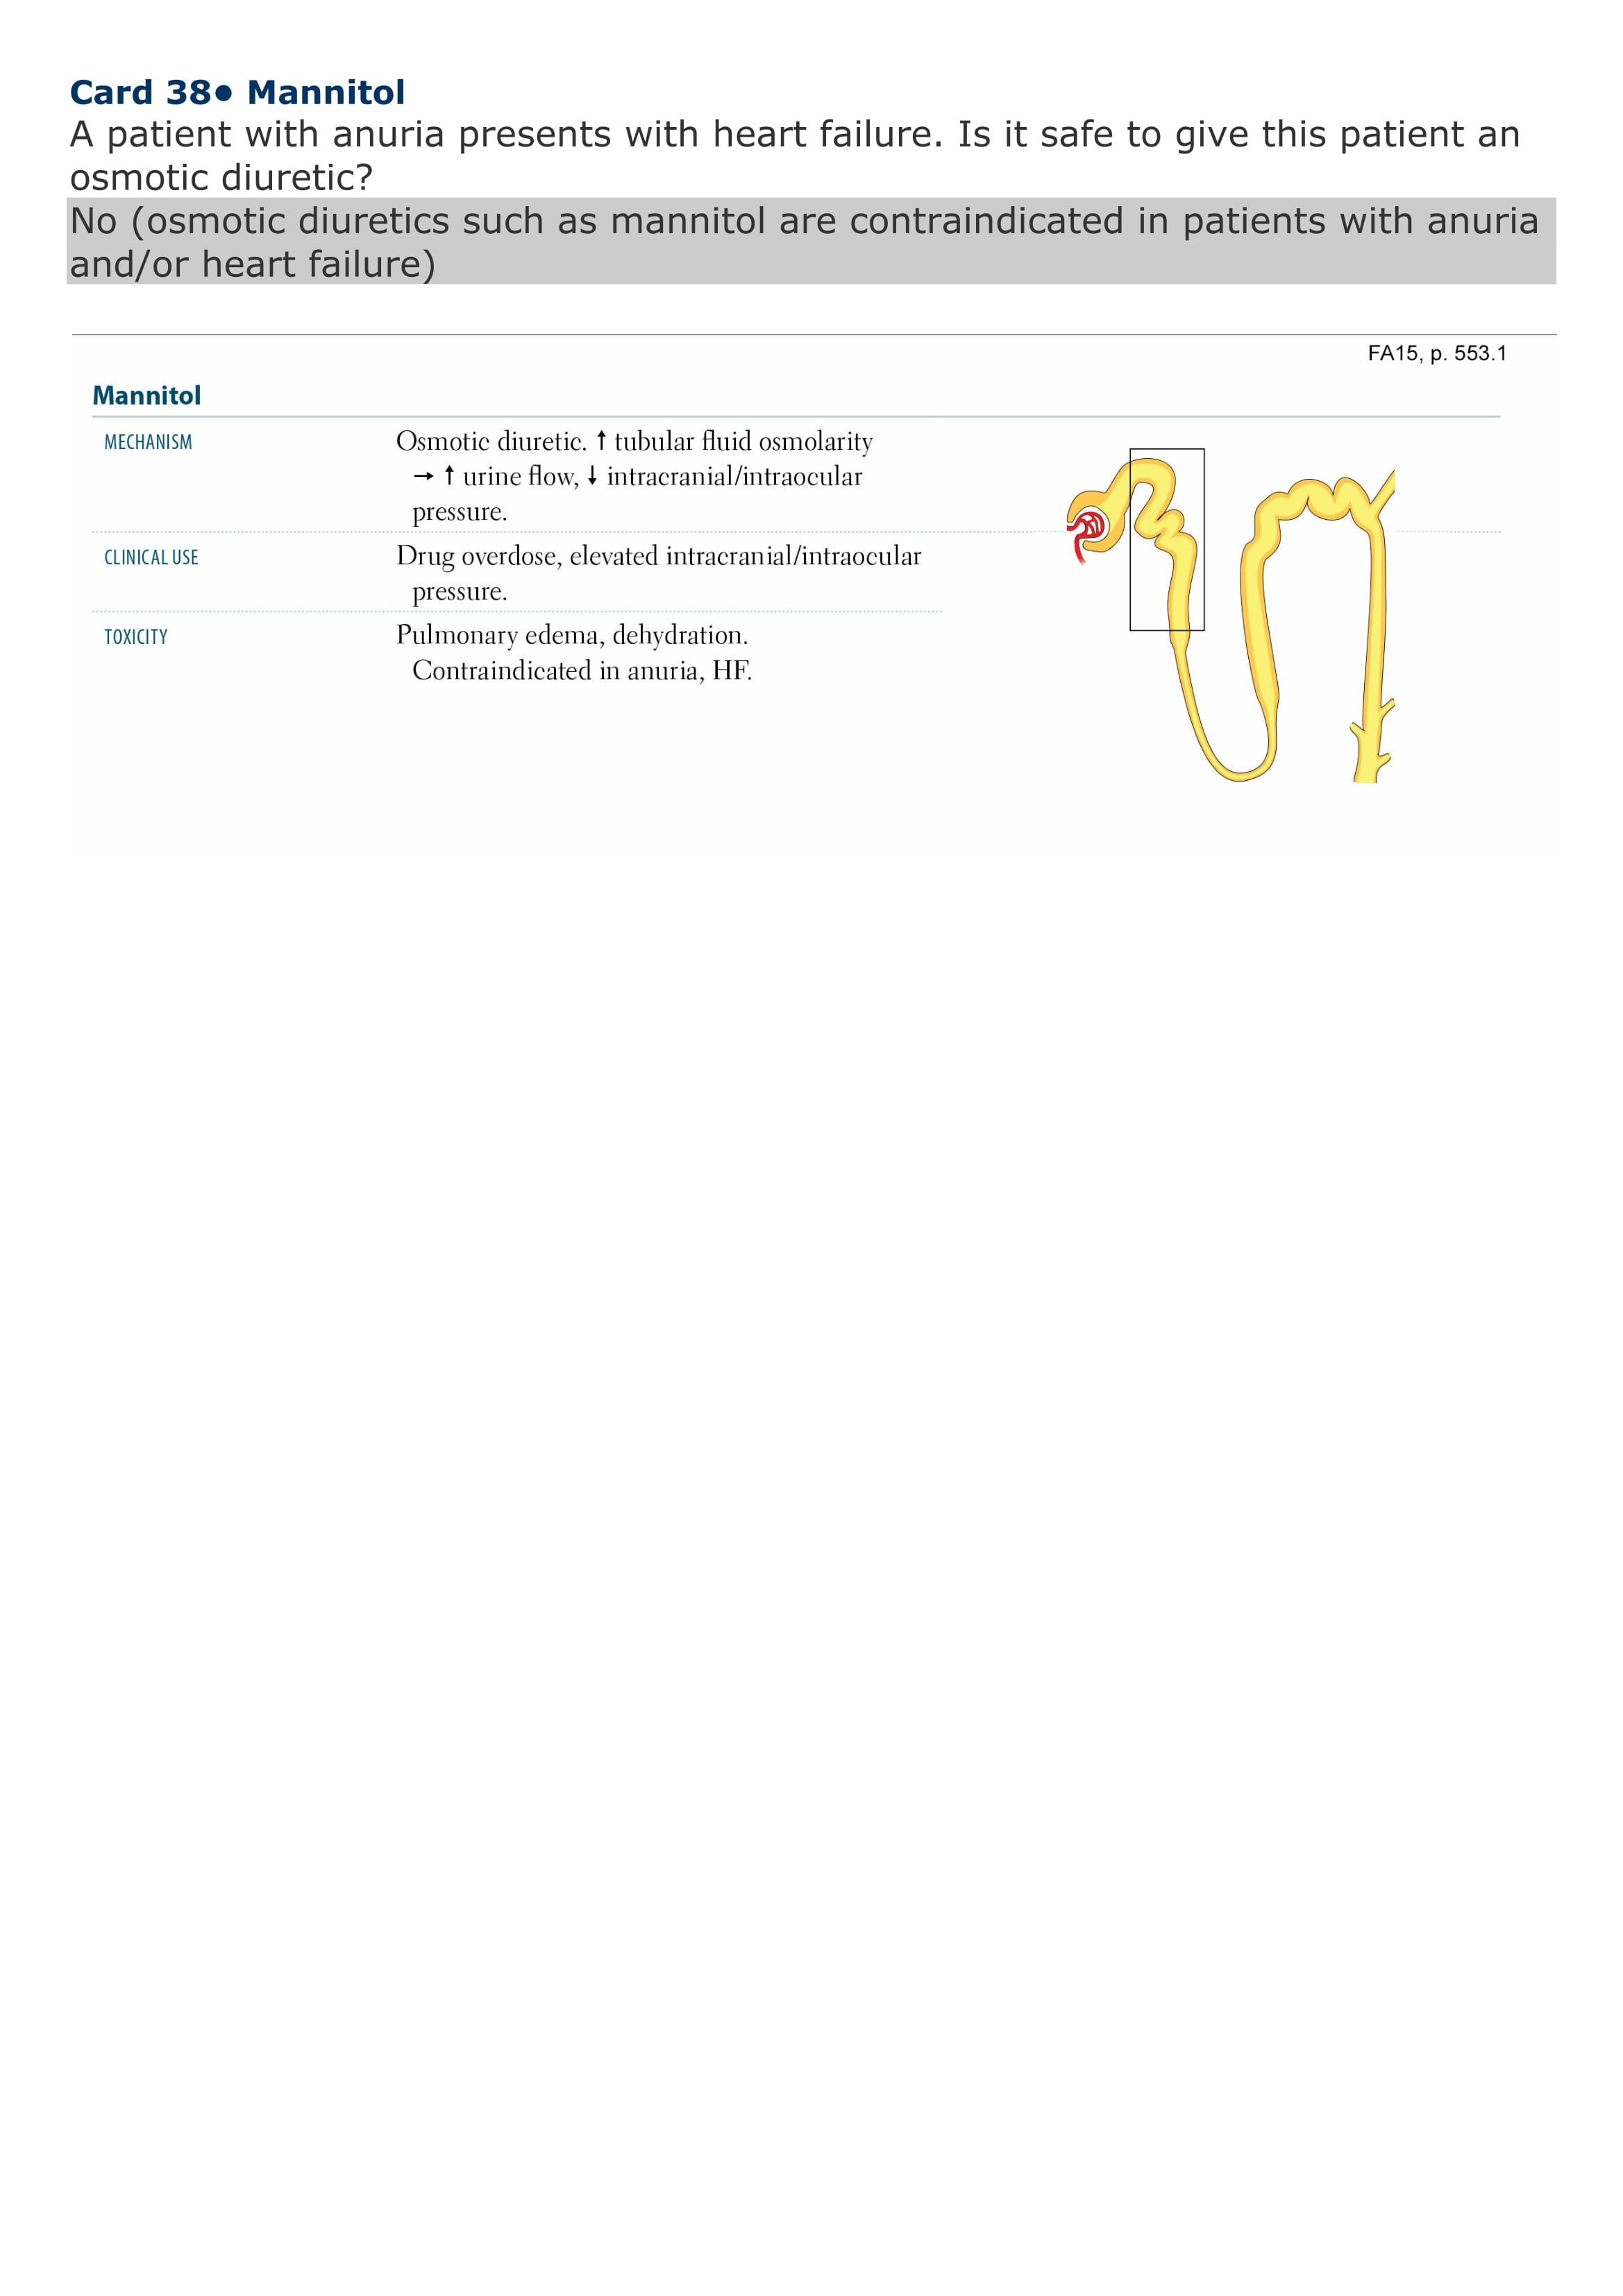 Card 38● Mannitol
A patient with anuria presents with heart failure. Is it safe to give this patient an
osmotic diuretic?
No (osmotic diuretics such as mannitol are contraindicated in patients with anuria
and/or heart failure)
FA15, p. 553.1
Mannitol
MECHANISM
Osmotic diuretic. ↑ tubular fluid osmolarity
→ ↑ urine flow, ↓ intracranial/intraocular
pressure.
CLINICAL USE
Drug overdose, elevated intracranial/intraocular
pressure.
TOXICITY
Pulmonary edema, dehydration.
Contraindicated in anuria, HF.